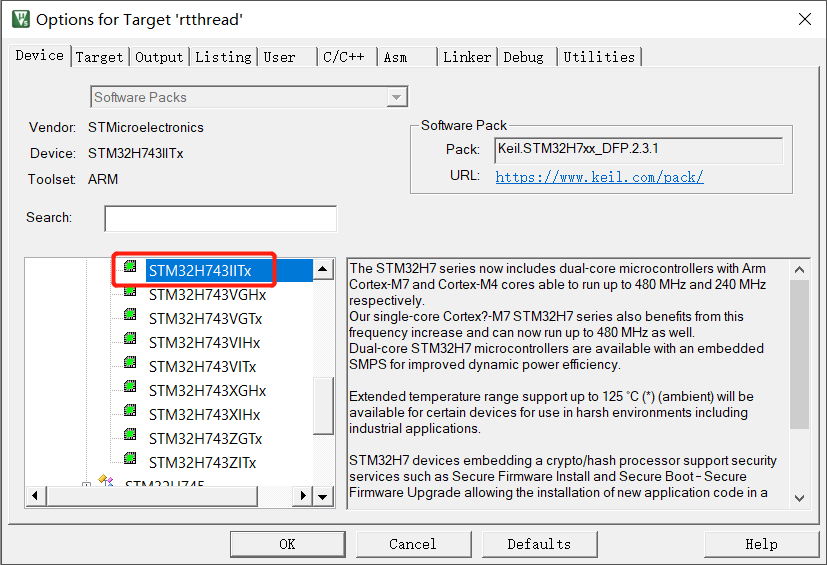 Options for Target 'rtthread'
Device Target Output Listing User C/C++ Asm Linker Debug Utilities
Software Packs
Vendor: STMicroelectronics
Device: STM32H743IITx
Toolset: ARM
Search:
Software Pack
Pack: Keil.STM32H7xx_DFP.2.3.1
URL: https://www.keil.com/pack/
STM32H743IITx
STM32H743VGHx
STM32H743VGTx
STM32H743VIHx
STM32H743VITx
STM32H743XGHx
STM32H743XIHx
STM32H743ZGTx
STM32H743ZITx
STM32H745
The STM32H7 series now includes dual-core microcontrollers with Arm
Cortex-M7 and Cortex-M4 cores able to run up to 480 MHz and 240 MHz
respectively.
Our single-core Cortex?-M7 STM32H7 series also benefits from this
frequency increase and can now run up to 480 MHz as well.
Dual-core STM32H7 microcontrollers are available with an embedded
SMPS for improved dynamic power efficiency.
Extended temperature range support up to 125 °C (*) (ambient) will be
available for certain devices for use in harsh environments including
industrial applications.
STM32H7 devices embedding a crypto/hash processor support security
services such as Secure Firmware Install and Secure Boot – Secure
Firmware Upgrade allowing the installation of new application code in a
OK Cancel Defaults Help